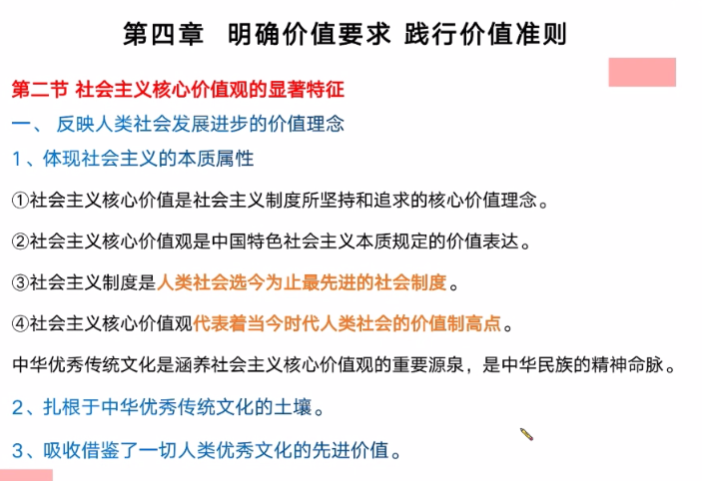 第四章 明确价值要求 践行价值准则
第二节 社会主义核心价值观的显著特征
一、 反映人类社会发展进步的价值理念
1、体现社会主义的本质属性
①社会主义核心价值是社会主义制度所坚持和追求的核心价值理念。
②社会主义核心价值观是中国特色社会主义本质规定的价值表达。
③社会主义制度是人类社会选今为止最先进的社会制度。
④社会主义核心价值观代表着当今时代人类社会的价值制高点。
中华优秀传统文化是涵养社会主义核心价值观的重要源泉，是中华民族的精神命脉。
2、扎根于中华优秀传统文化的土壤。
3、吸收借鉴了一切人类优秀文化的先进价值。